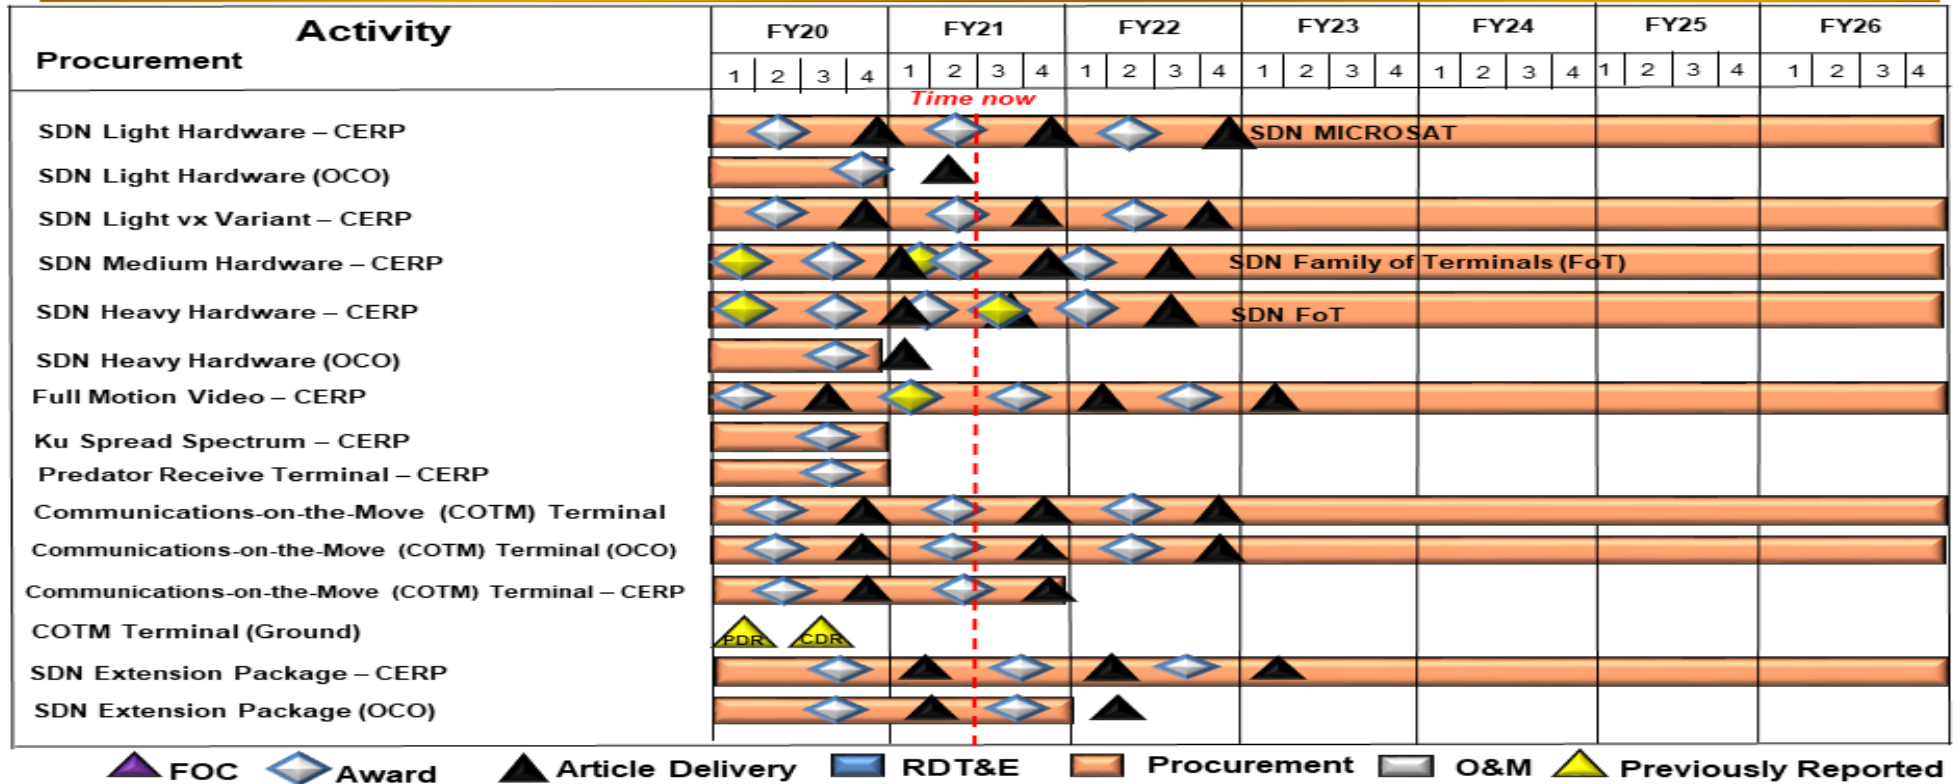 Activity
Procurement
FY20 FY21 FY22 FY23 FY24 FY25 FY26
1 2 3 4 1 2 3 4 1 2 3 4 1 2 3 4 1 2 3 4 1 2 3 4 1 2 3 4
Time now
SDN Light Hardware – CERP
SDN MICROSAT
SDN Light Hardware (OCO)
SDN Light vx Variant – CERP
SDN Medium Hardware – CERP
SDN Family of Terminals (FoT)
SDN Heavy Hardware – CERP
SDN FoT
SDN Heavy Hardware (OCO)
Full Motion Video – CERP
Ku Spread Spectrum – CERP
Predator Receive Terminal – CERP
Communications-on-the-Move (COTM) Terminal
Communications-on-the-Move (COTM) Terminal (OCO)
Communications-on-the-Move (COTM) Terminal – CERP
COTM Terminal (Ground)
PDR CDR
SDN Extension Package – CERP
SDN Extension Package (OCO)
FOC Award Article Delivery RDT&E Procurement O&M Previously Reported